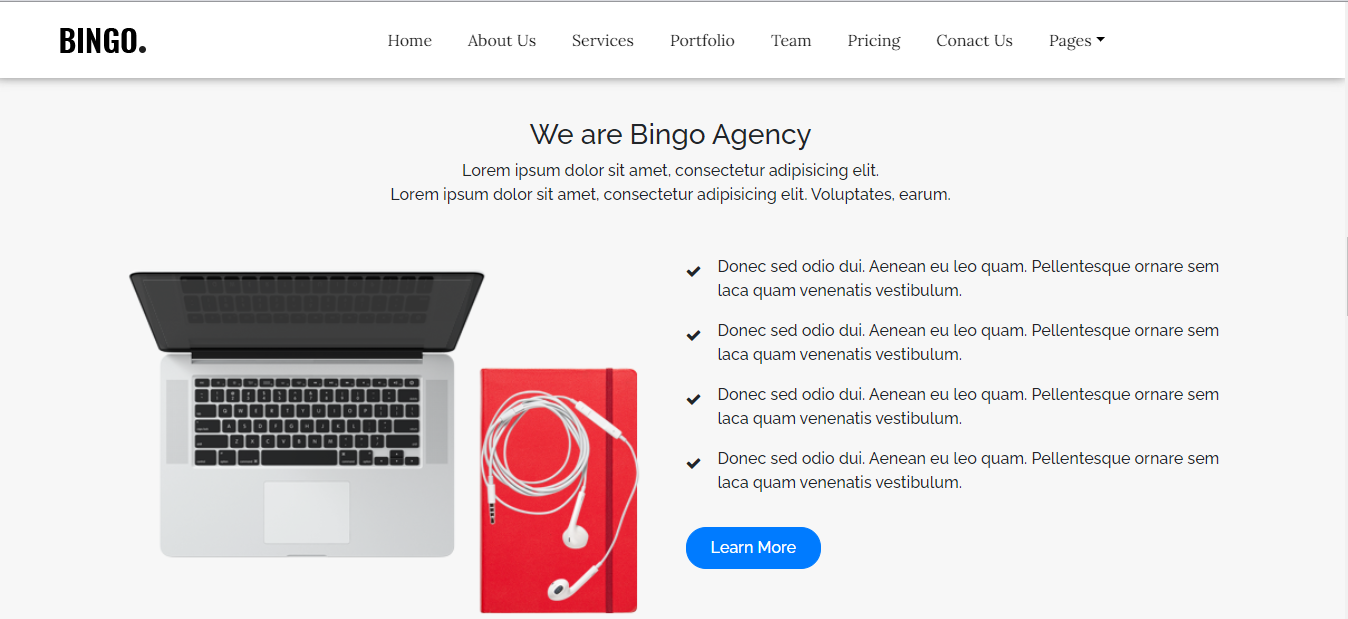 BINGO.
Home About Us Services Portfolio Team Pricing Conact Us Pages
We are Bingo Agency
Lorem ipsum dolor sit amet, consectetur adipisicing elit.
Lorem ipsum dolor sit amet, consectetur adipisicing elit. Voluptates, earum.
Donec sed odio dui. Aenean eu leo quam. Pellentesque ornare sem
laca quam venenatis vestibulum.
Donec sed odio dui. Aenean eu leo quam. Pellentesque ornare sem
laca quam venenatis vestibulum.
Donec sed odio dui. Aenean eu leo quam. Pellentesque ornare sem
laca quam venenatis vestibulum.
Donec sed odio dui. Aenean eu leo quam. Pellentesque ornare sem
laca quam venenatis vestibulum.
Learn More